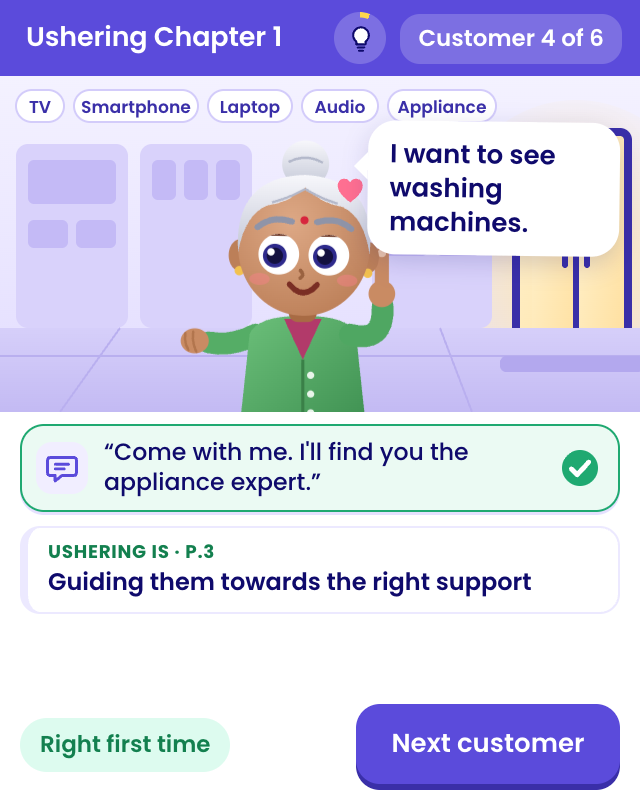 Ushering Chapter 1
Customer 4 of 6
TV
Smartphone
Laptop
Audio
Appliance
I want to see
washing
machines.
“Come with me. I'll find you the
appliance expert.”
USHERING IS · P.3
Guiding them towards the right support
Right first time
Next customer